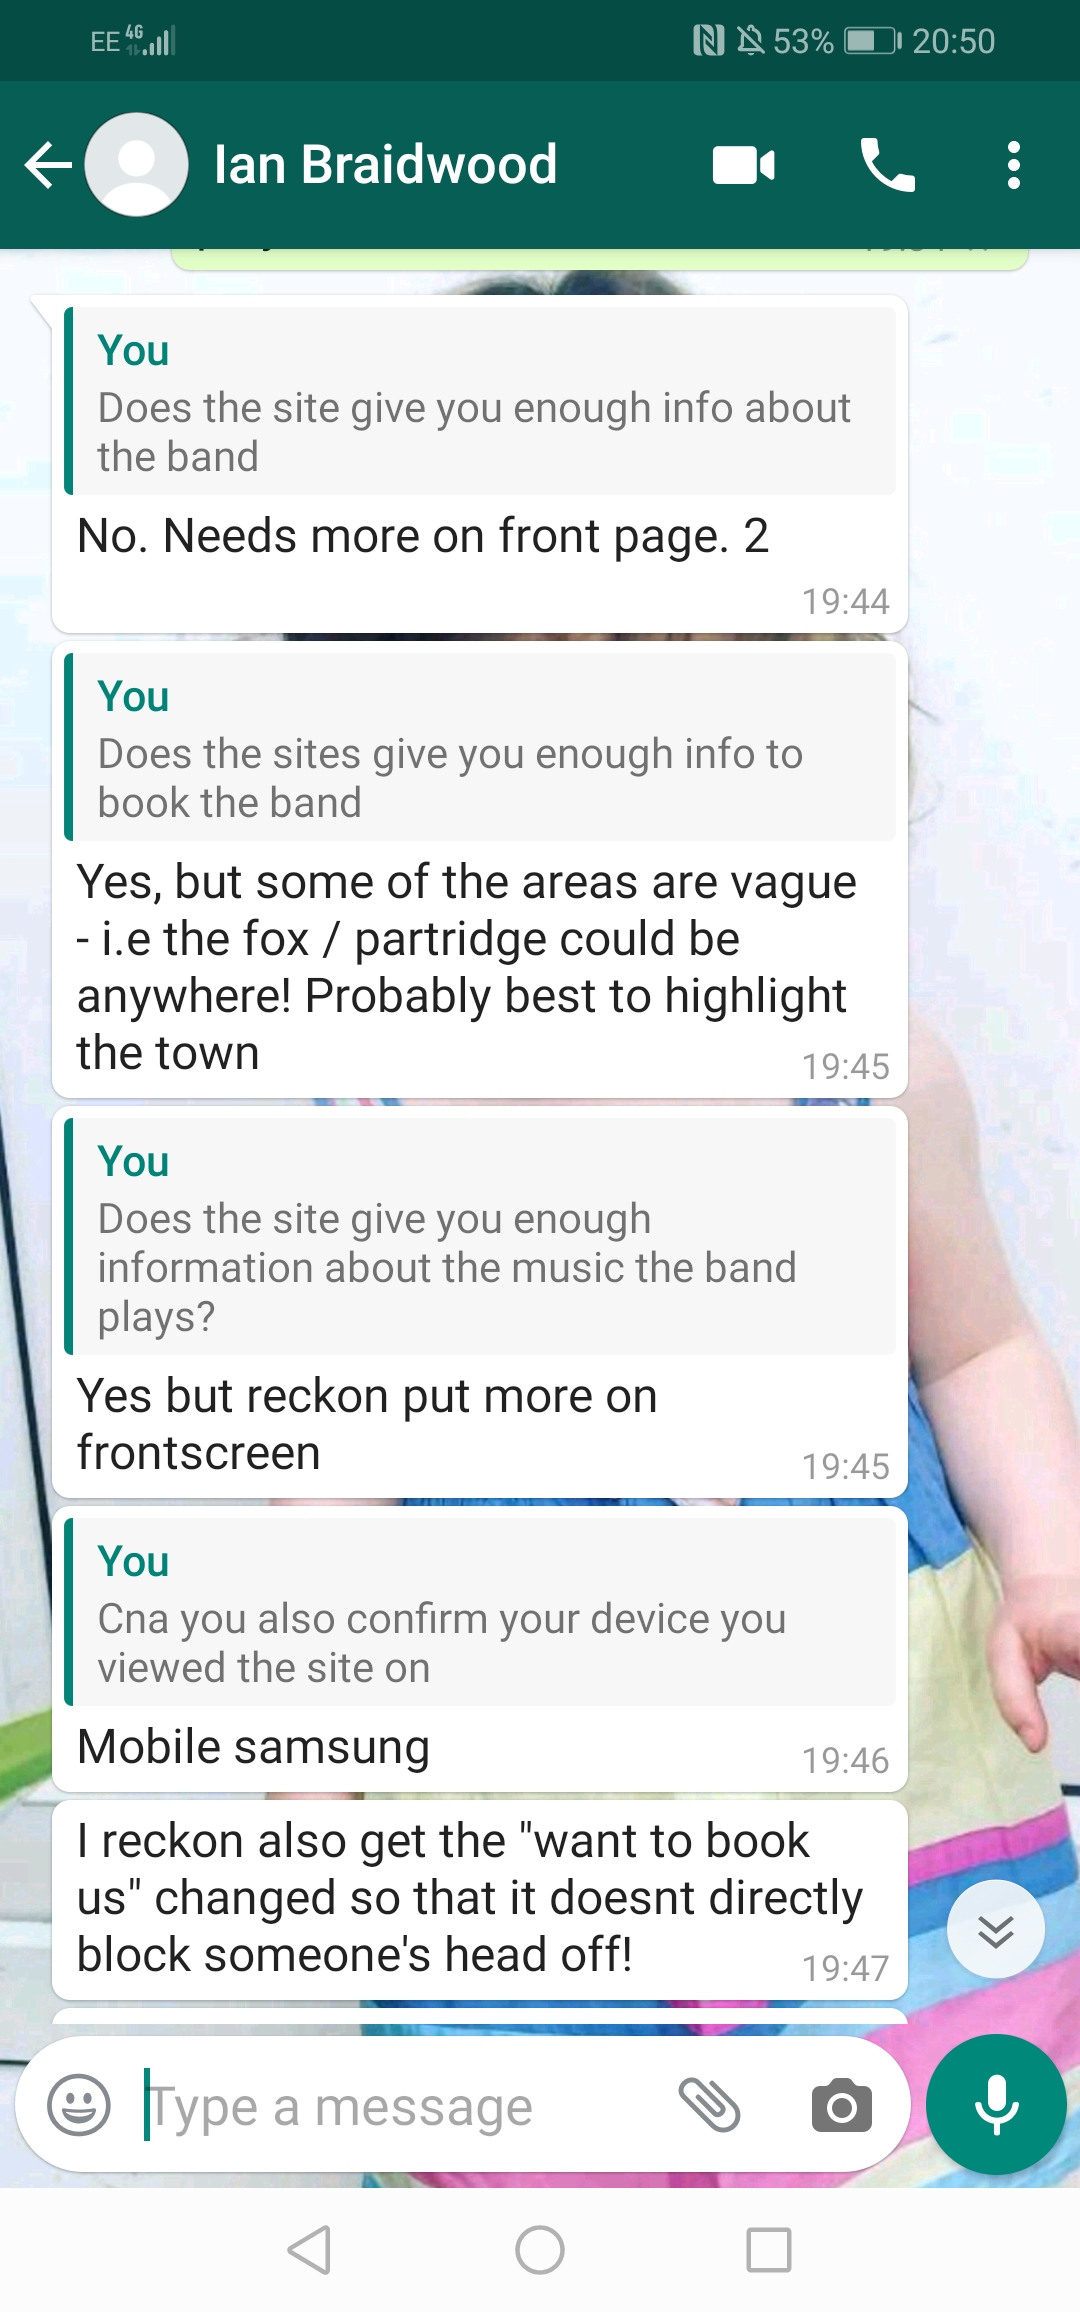 EE 4G 53% 20:50
Ian Braidwood
You
Does the site give you enough info about
the band
No. Needs more on front page. 2
19:44
You
Does the sites give you enough info to
book the band
Yes, but some of the areas are vague
- i.e the fox / partridge could be
anywhere! Probably best to highlight
the town
19:45
You
Does the site give you enough
information about the music the band
plays?
Yes but reckon put more on
frontscreen
19:45
You
Cna you also confirm your device you
viewed the site on
Mobile samsung
19:46
I reckon also get the "want to book
us" changed so that it doesnt directly
block someone's head off!
19:47
Type a message